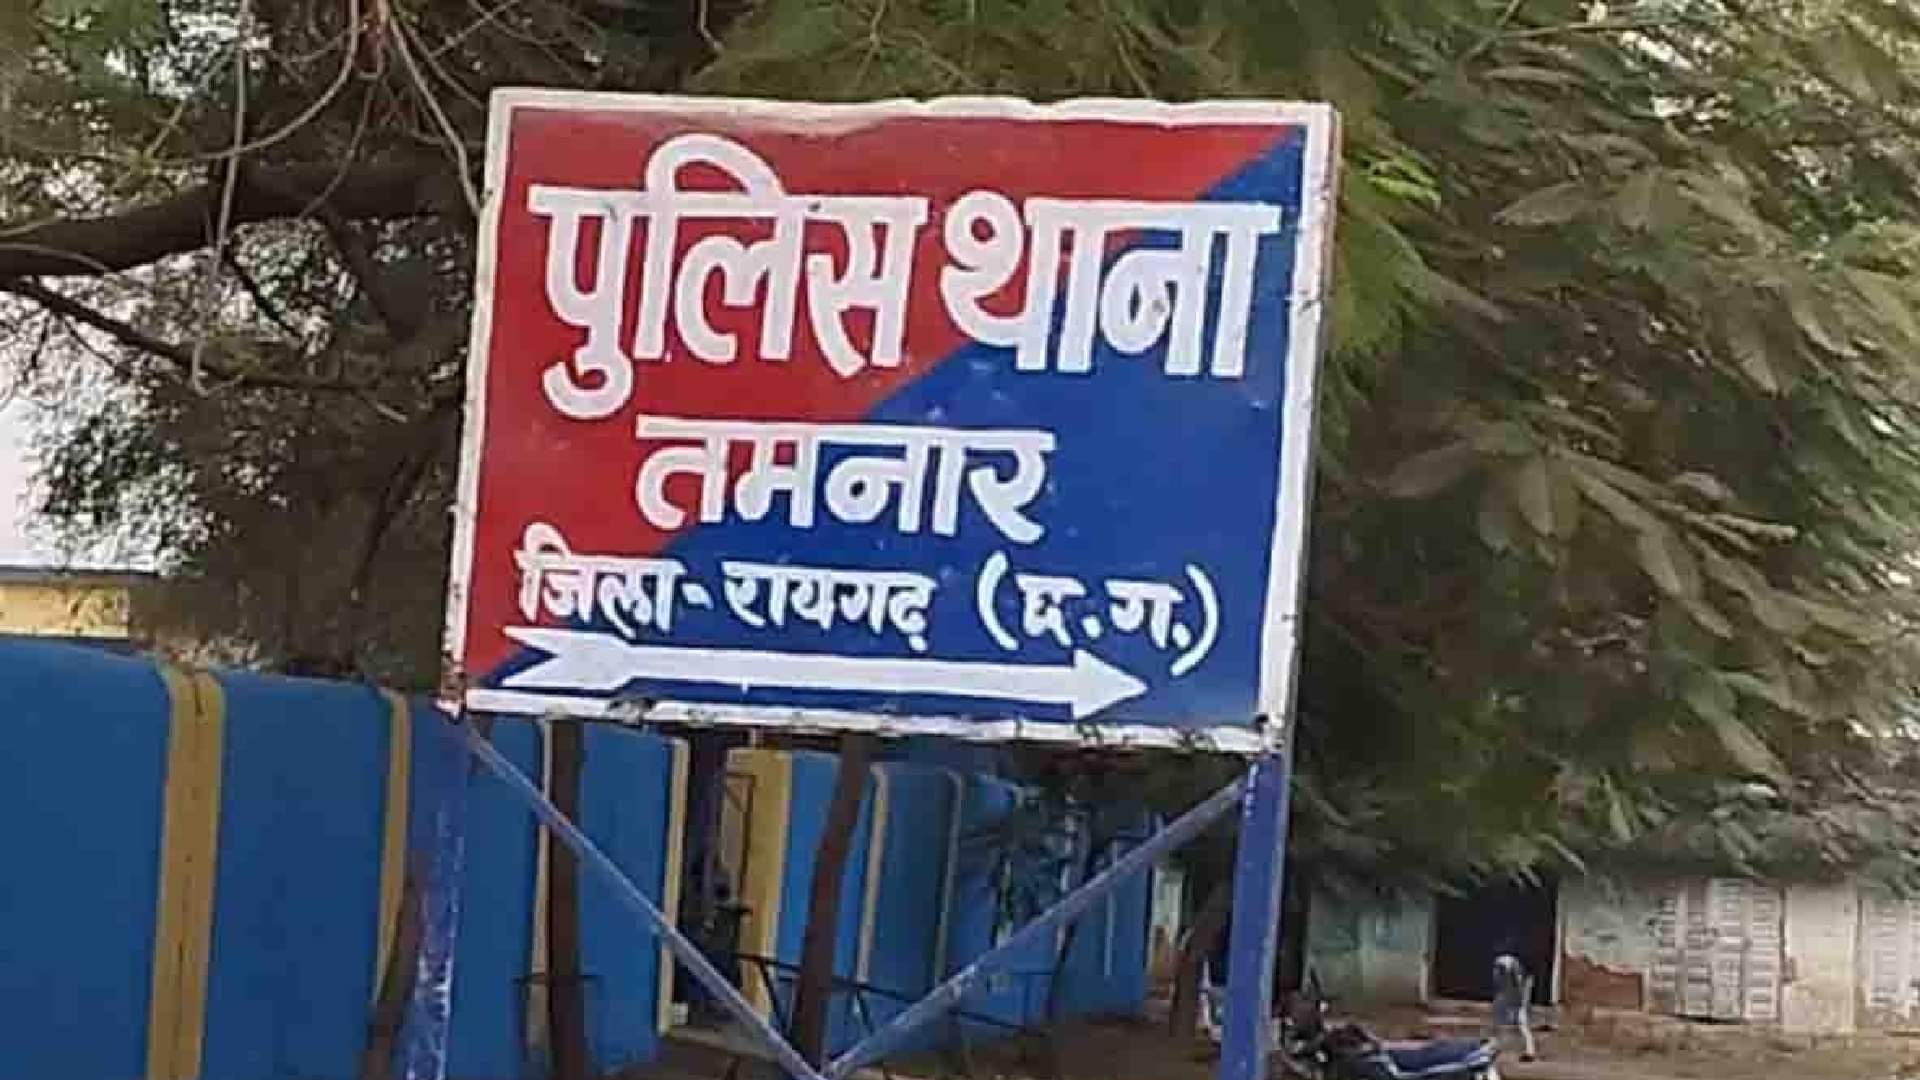 पुलिस थाना
तमनार
जिला-रायगढ़ (छ.ग.)